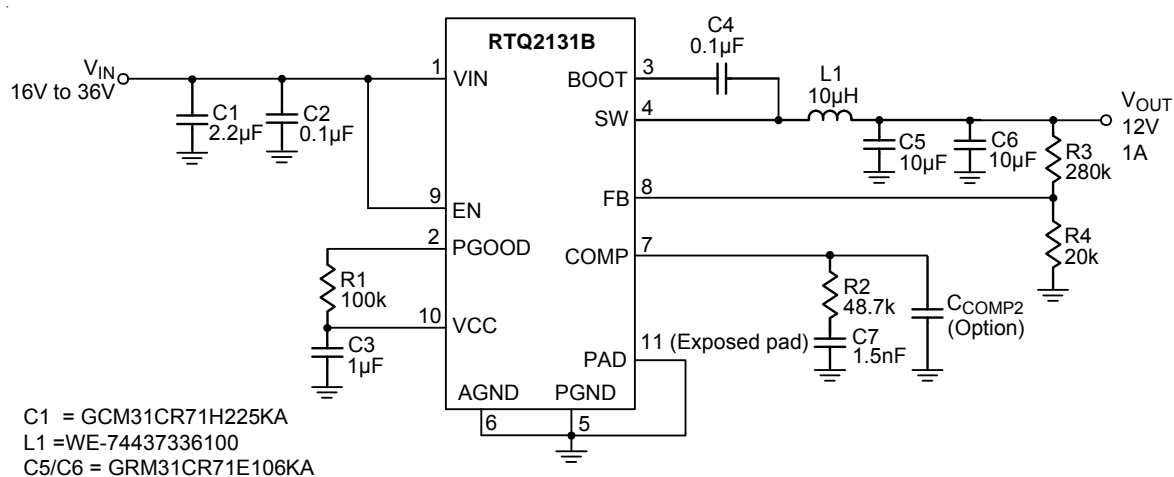 RTQ2131B
VIN
16V to 36V
C1
2.2µF
C2
0.1µF
1
VIN
9
EN
2
PGOOD
R1
100k
10
VCC
C3
1µF
AGND
6
PGND
5
BOOT
3
C4
0.1µF
SW
4
L1
10µH
C5
10µF
C6
10µF
VOUT
12V
1A
R3
280k
FB
8
R4
20k
COMP
7
R2
48.7k
C7
1.5nF
CCOMP2
(Option)
PAD
11 (Exposed pad)
C1 = GCM31CR71H225KA
L1 =WE-74437336100
C5/C6 = GRM31CR71E106KA